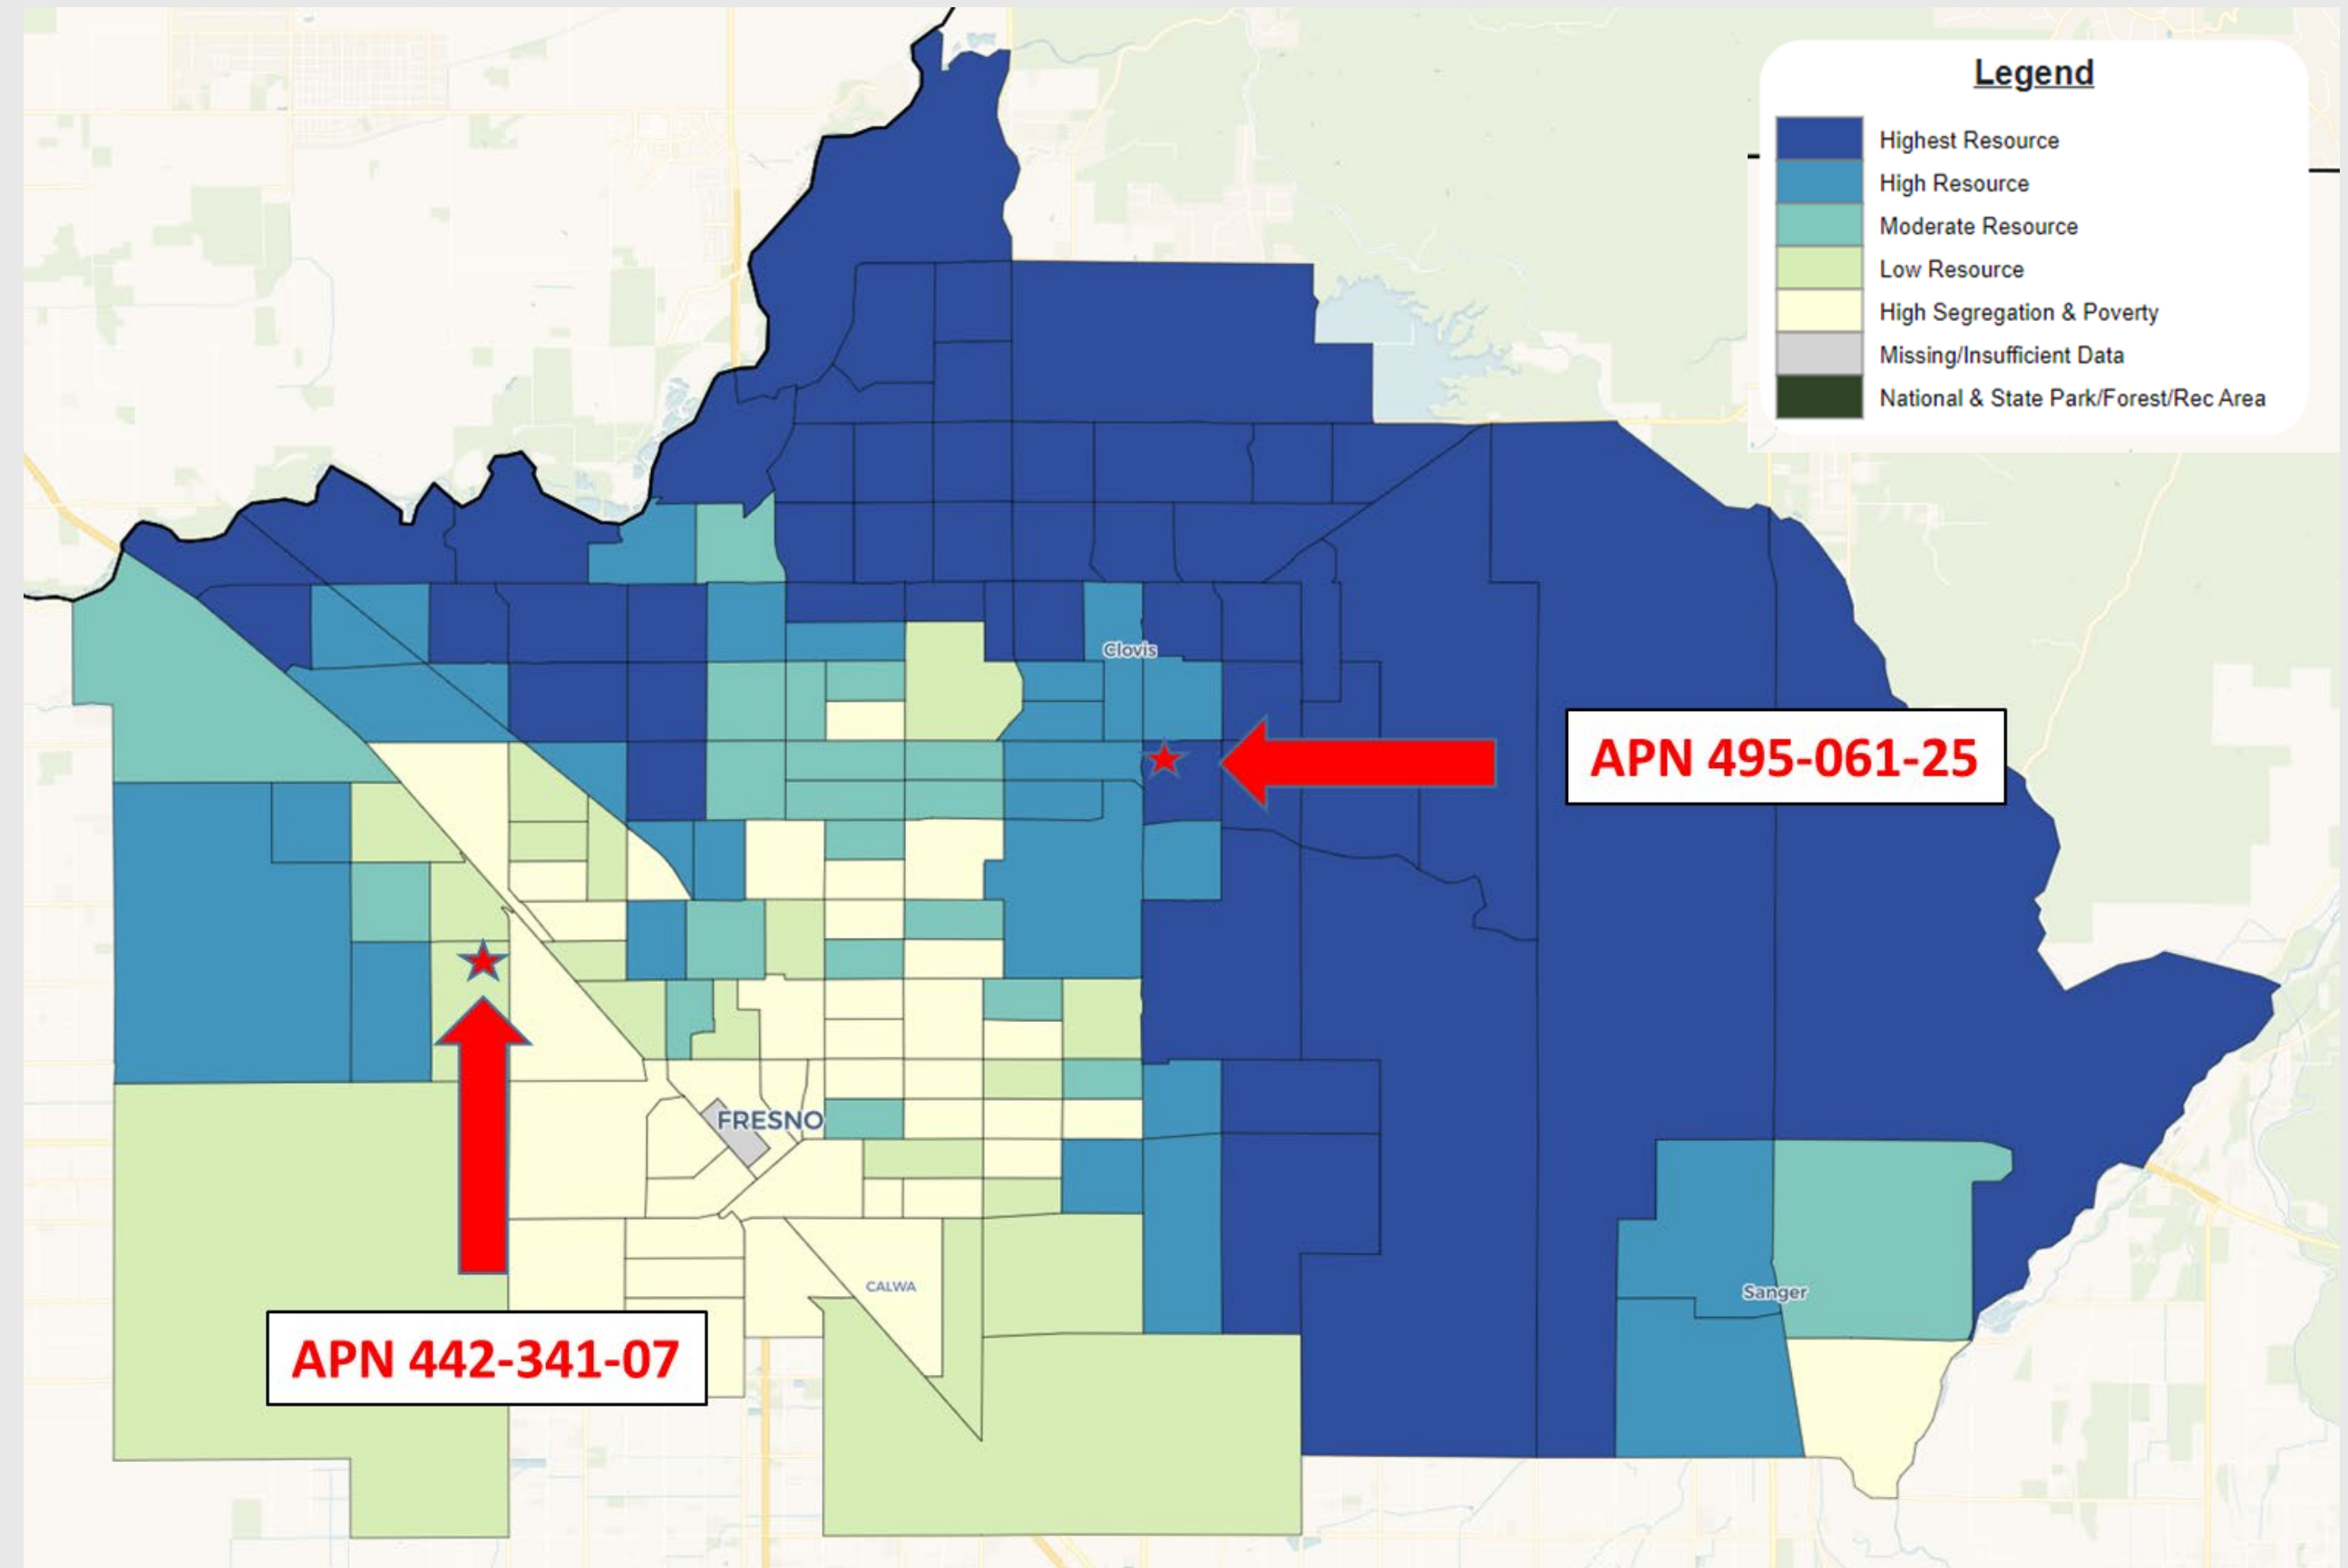 Legend
Highest Resource
High Resource
Moderate Resource
Low Resource
High Segregation & Poverty
Missing/Insufficient Data
National & State Park/Forest/Rec Area
Clovis
APN 495-061-25
FRESNO
CALWA
Sanger
APN 442-341-07